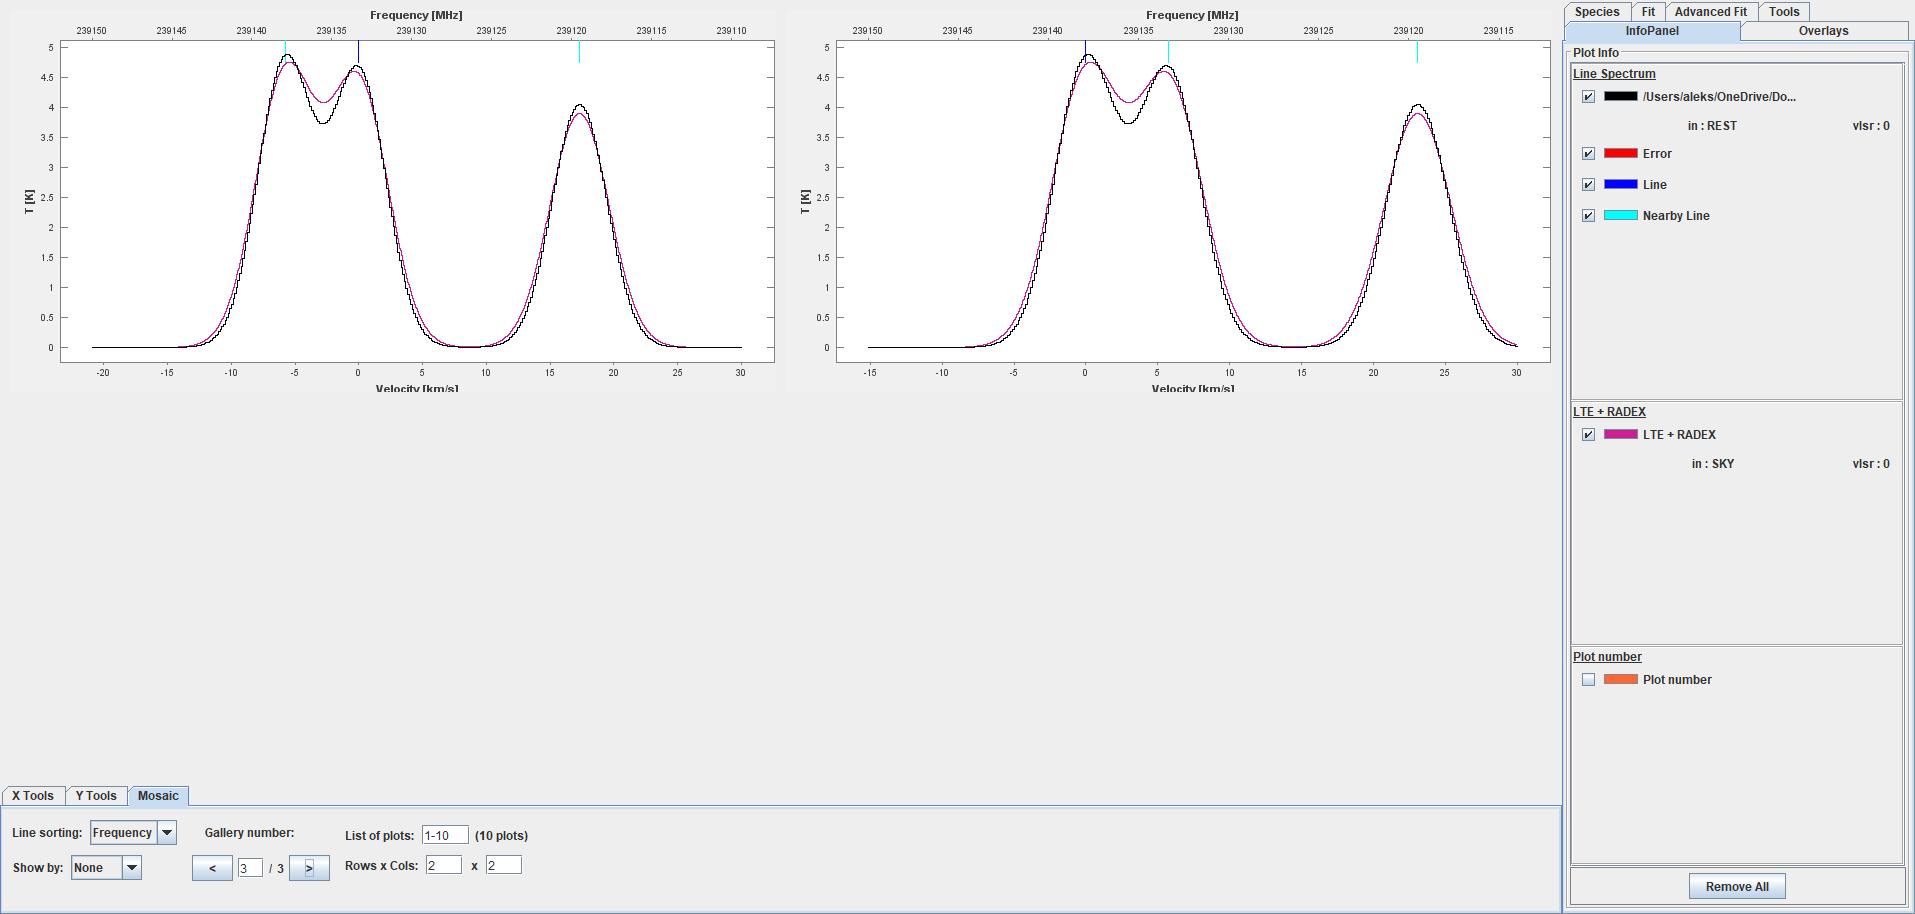 Frequency [MHz]
239150 239145 239140 239135 239130 239125 239120 239115 239110
5
4.5
4
3.5
3
2.5
2
1.5
1
0.5
0
T [K]
-20 -15 -10 -5 0 5 10 15 20 25 30
Velocity [km/s]
Frequency [MHz]
239150 239145 239140 239135 239130 239125 239120 239115
5
4.5
4
3.5
3
2.5
2
1.5
1
0.5
0
T [K]
-15 -10 -5 0 5 10 15 20 25 30
Velocity [km/s]
Species Fit Advanced Fit Tools
InfoPanel Overlays
Plot Info
Line Spectrum
/Users/aleks/OneDrive/Do...
in : REST vlsr : 0
Error
Line
Nearby Line
LTE + RADEX
LTE + RADEX
in : SKY vlsr : 0
Plot number
Plot number
Remove All
X Tools Y Tools Mosaic
Line sorting: Frequency Gallery number: List of plots: 1-10 (10 plots)
Show by: None < 3 / 3 > Rows x Cols: 2 x 2